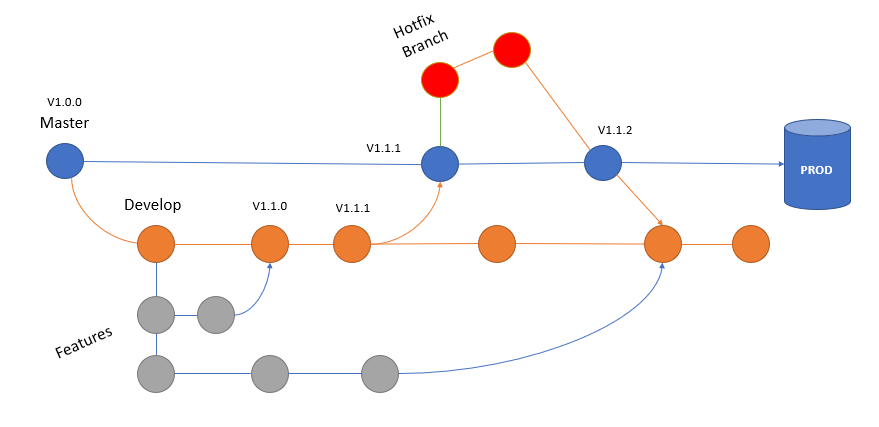 Hotfix
Branch
V1.0.0
Master
V1.1.1
V1.1.2
PROD
Develop
V1.1.0
V1.1.1
Features